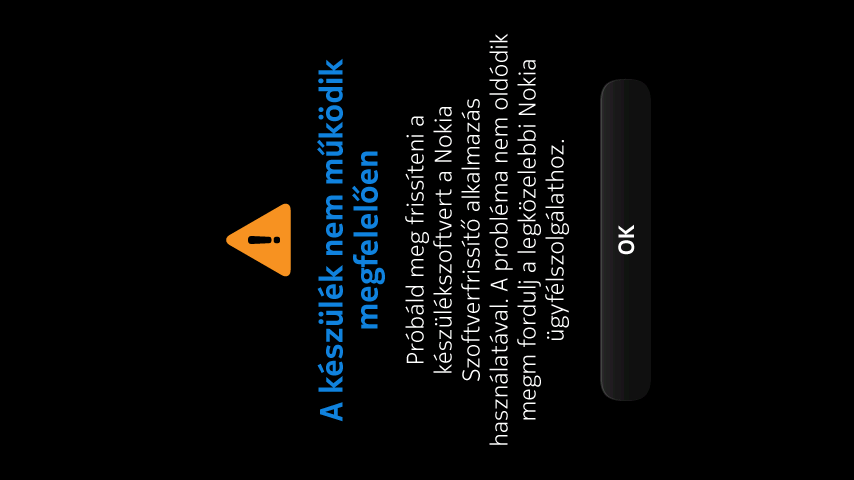 A készülék nem működik
megfelelően
Próbáld meg frissíteni a
készülékszoftvert a Nokia
Szoftverfrissítő alkalmazás
használatával. A probléma nem oldódik
megm fordulj a legközelebbi Nokia
ügyfélszolgálathoz.
OK